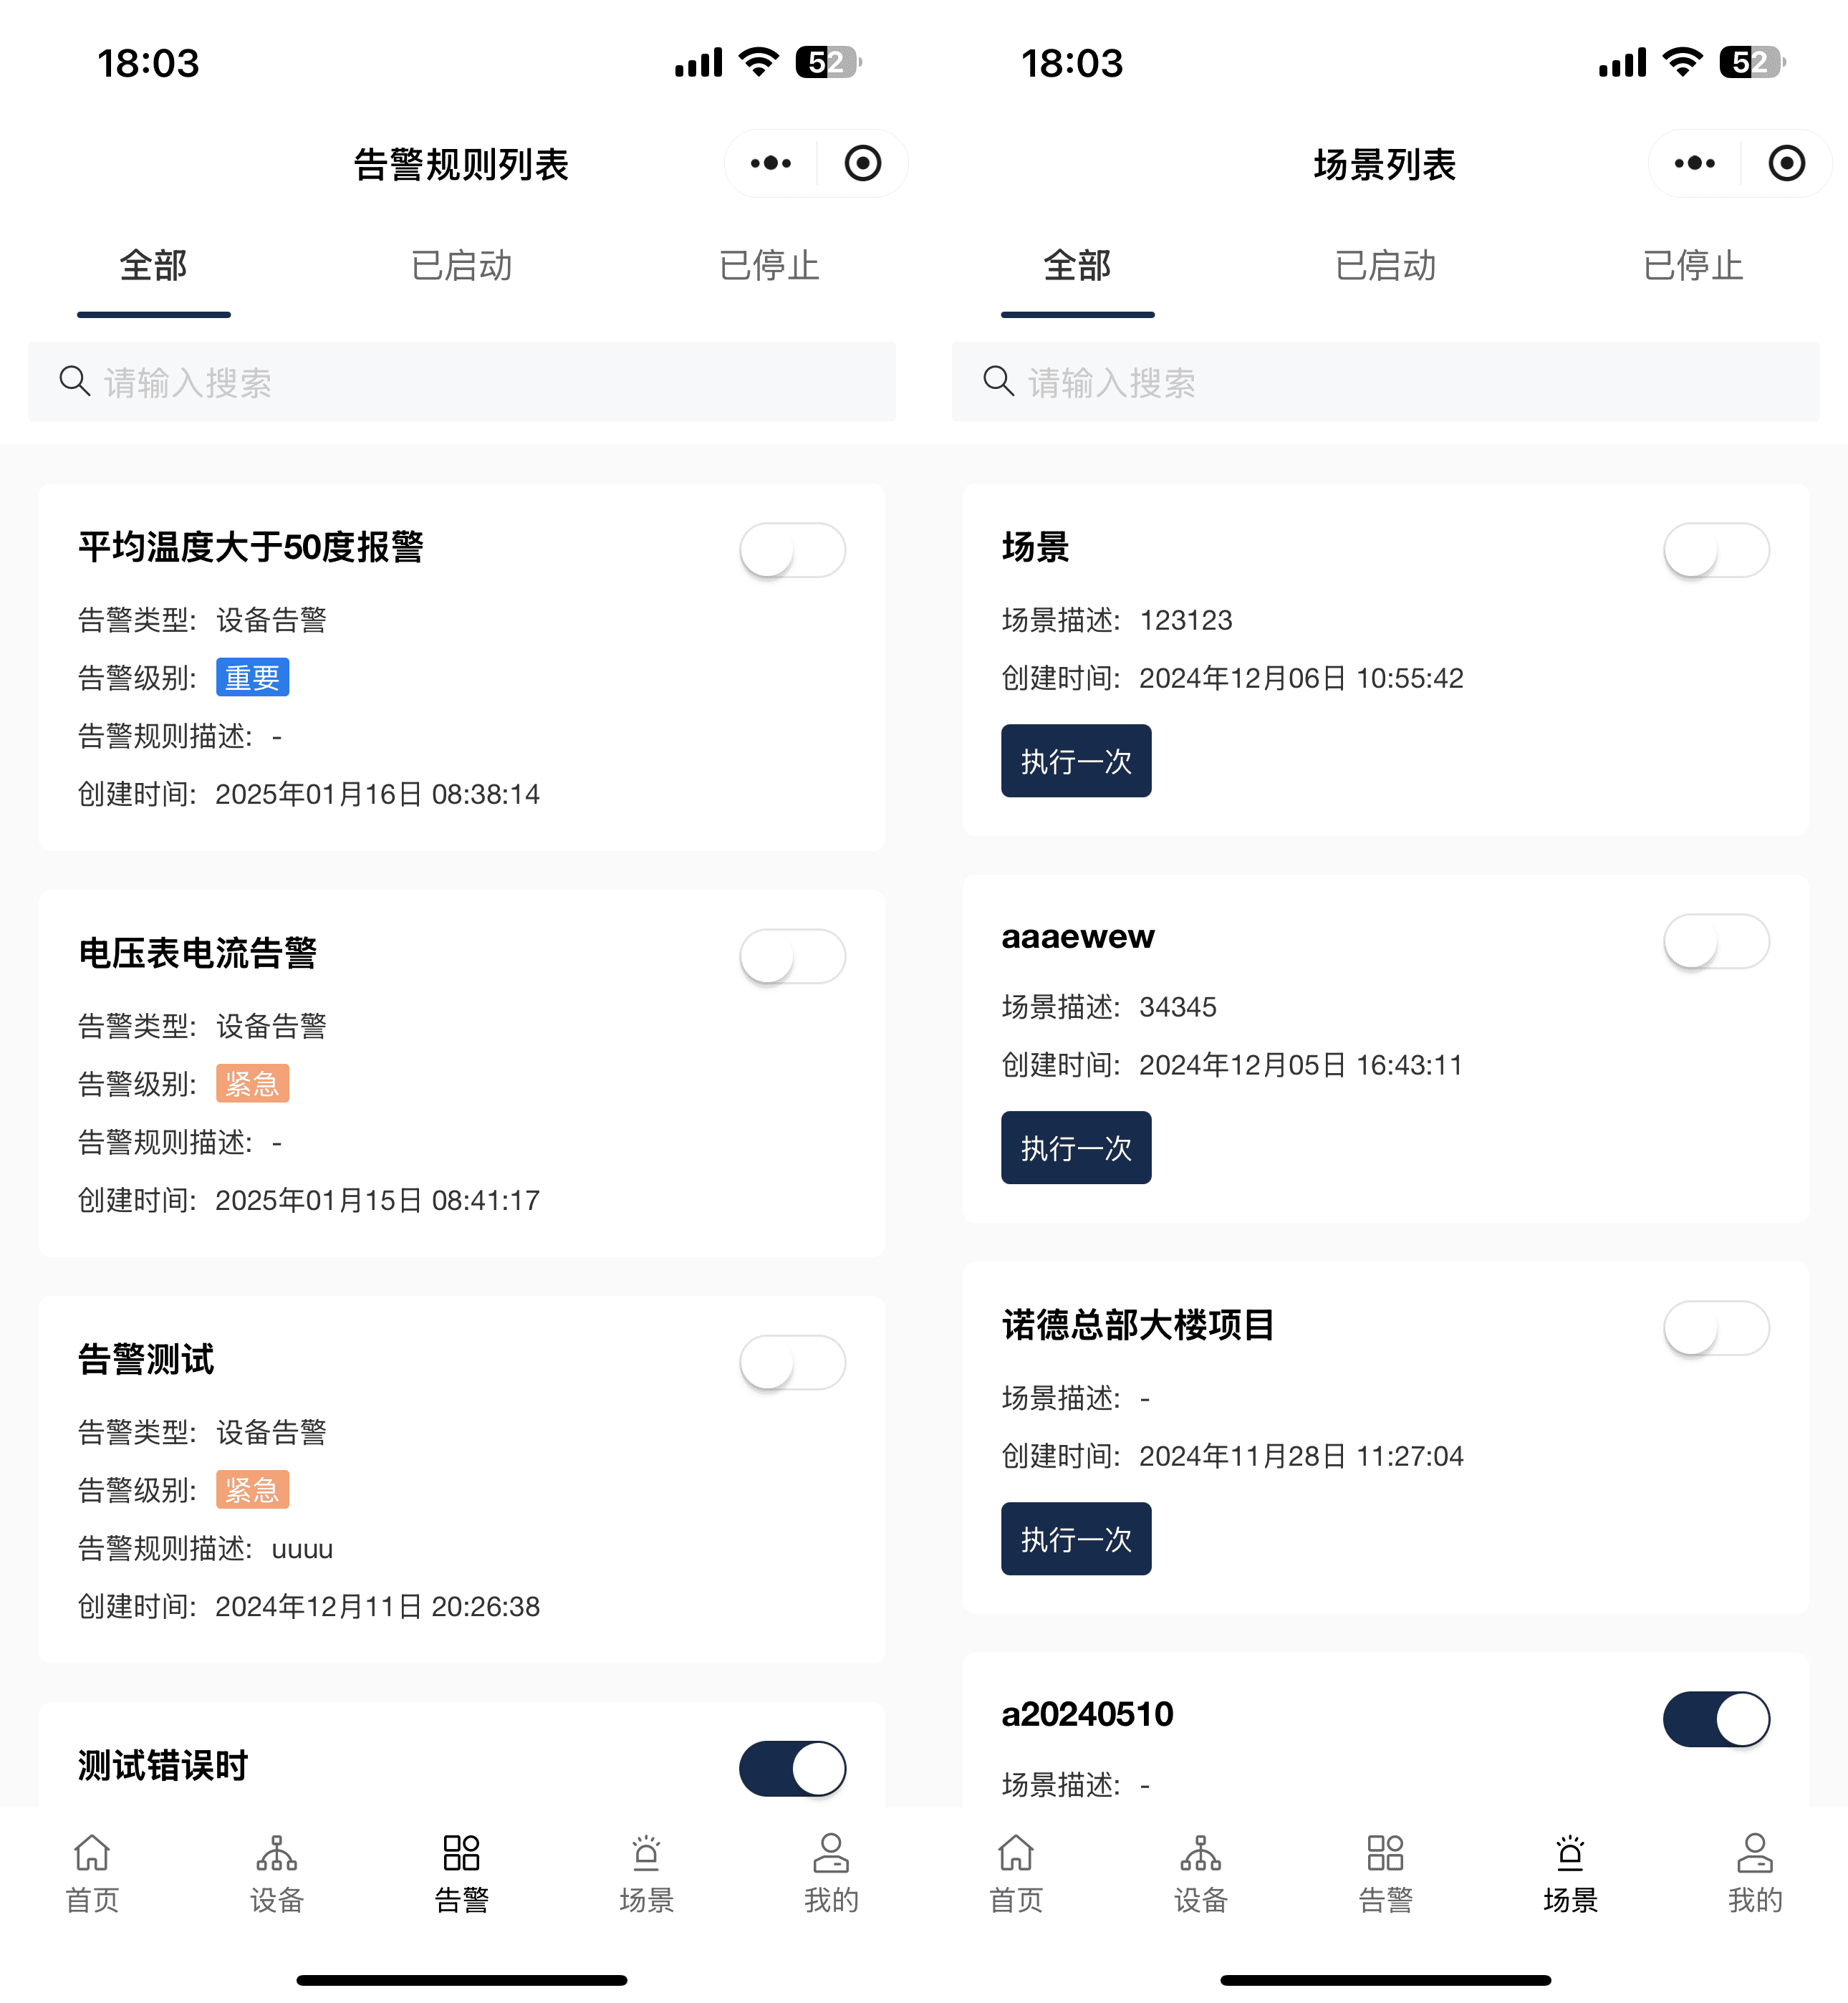 18:03
52
告警规则列表
全部
已启动
已停止
请输入搜索
平均温度大于50度报警
告警类型: 设备告警
告警级别: 重要
告警规则描述: -
创建时间: 2025年01月16日 08:38:14
电压表电流告警
告警类型: 设备告警
告警级别: 紧急
告警规则描述: -
创建时间: 2025年01月15日 08:41:17
告警测试
告警类型: 设备告警
告警级别: 紧急
告警规则描述: uuuu
创建时间: 2024年12月11日 20:26:38
测试错误时
首页
设备
告警
场景
我的
18:03
52
场景列表
全部
已启动
已停止
请输入搜索
场景
场景描述: 123123
创建时间: 2024年12月06日 10:55:42
执行一次
aaaewew
场景描述: 34345
创建时间: 2024年12月05日 16:43:11
执行一次
诺德总部大楼项目
场景描述: -
创建时间: 2024年11月28日 11:27:04
执行一次
a20240510
场景描述: -
首页
设备
告警
场景
我的